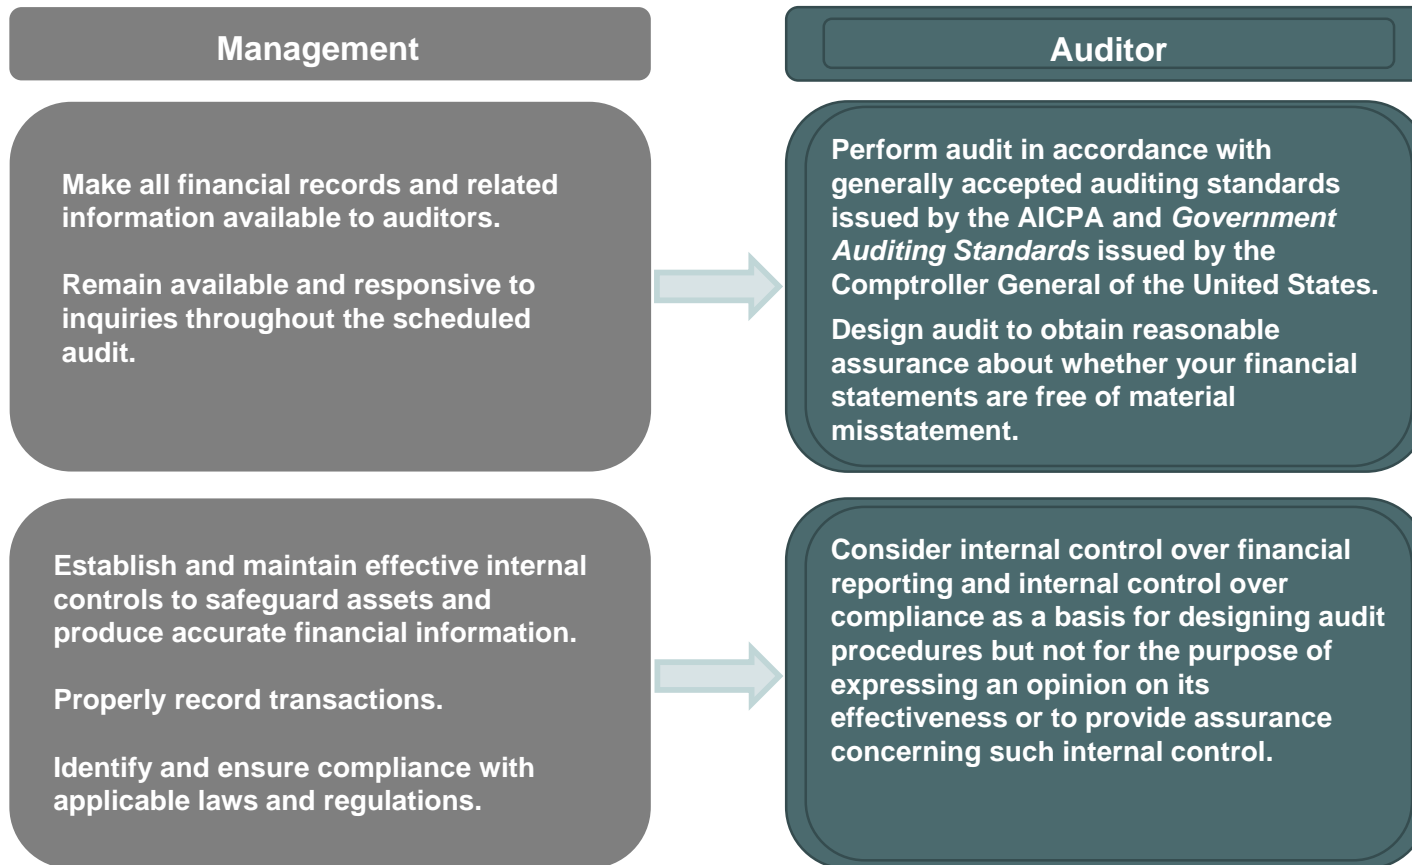 Management
Make all financial records and related
information available to auditors.
Remain available and responsive to
inquiries throughout the scheduled
audit.
Establish and maintain effective internal
controls to safeguard assets and
produce accurate financial information.
Properly record transactions.
Identify and ensure compliance with
applicable laws and regulations.
Auditor
Perform audit in accordance with
generally accepted auditing standards
issued by the AICPA and Government
Auditing Standards issued by the
Comptroller General of the United States.
Design audit to obtain reasonable
assurance about whether your financial
statements are free of material
misstatement.
Consider internal control over financial
reporting and internal control over
compliance as a basis for designing audit
procedures but not for the purpose of
expressing an opinion on its
effectiveness or to provide assurance
concerning such internal control.